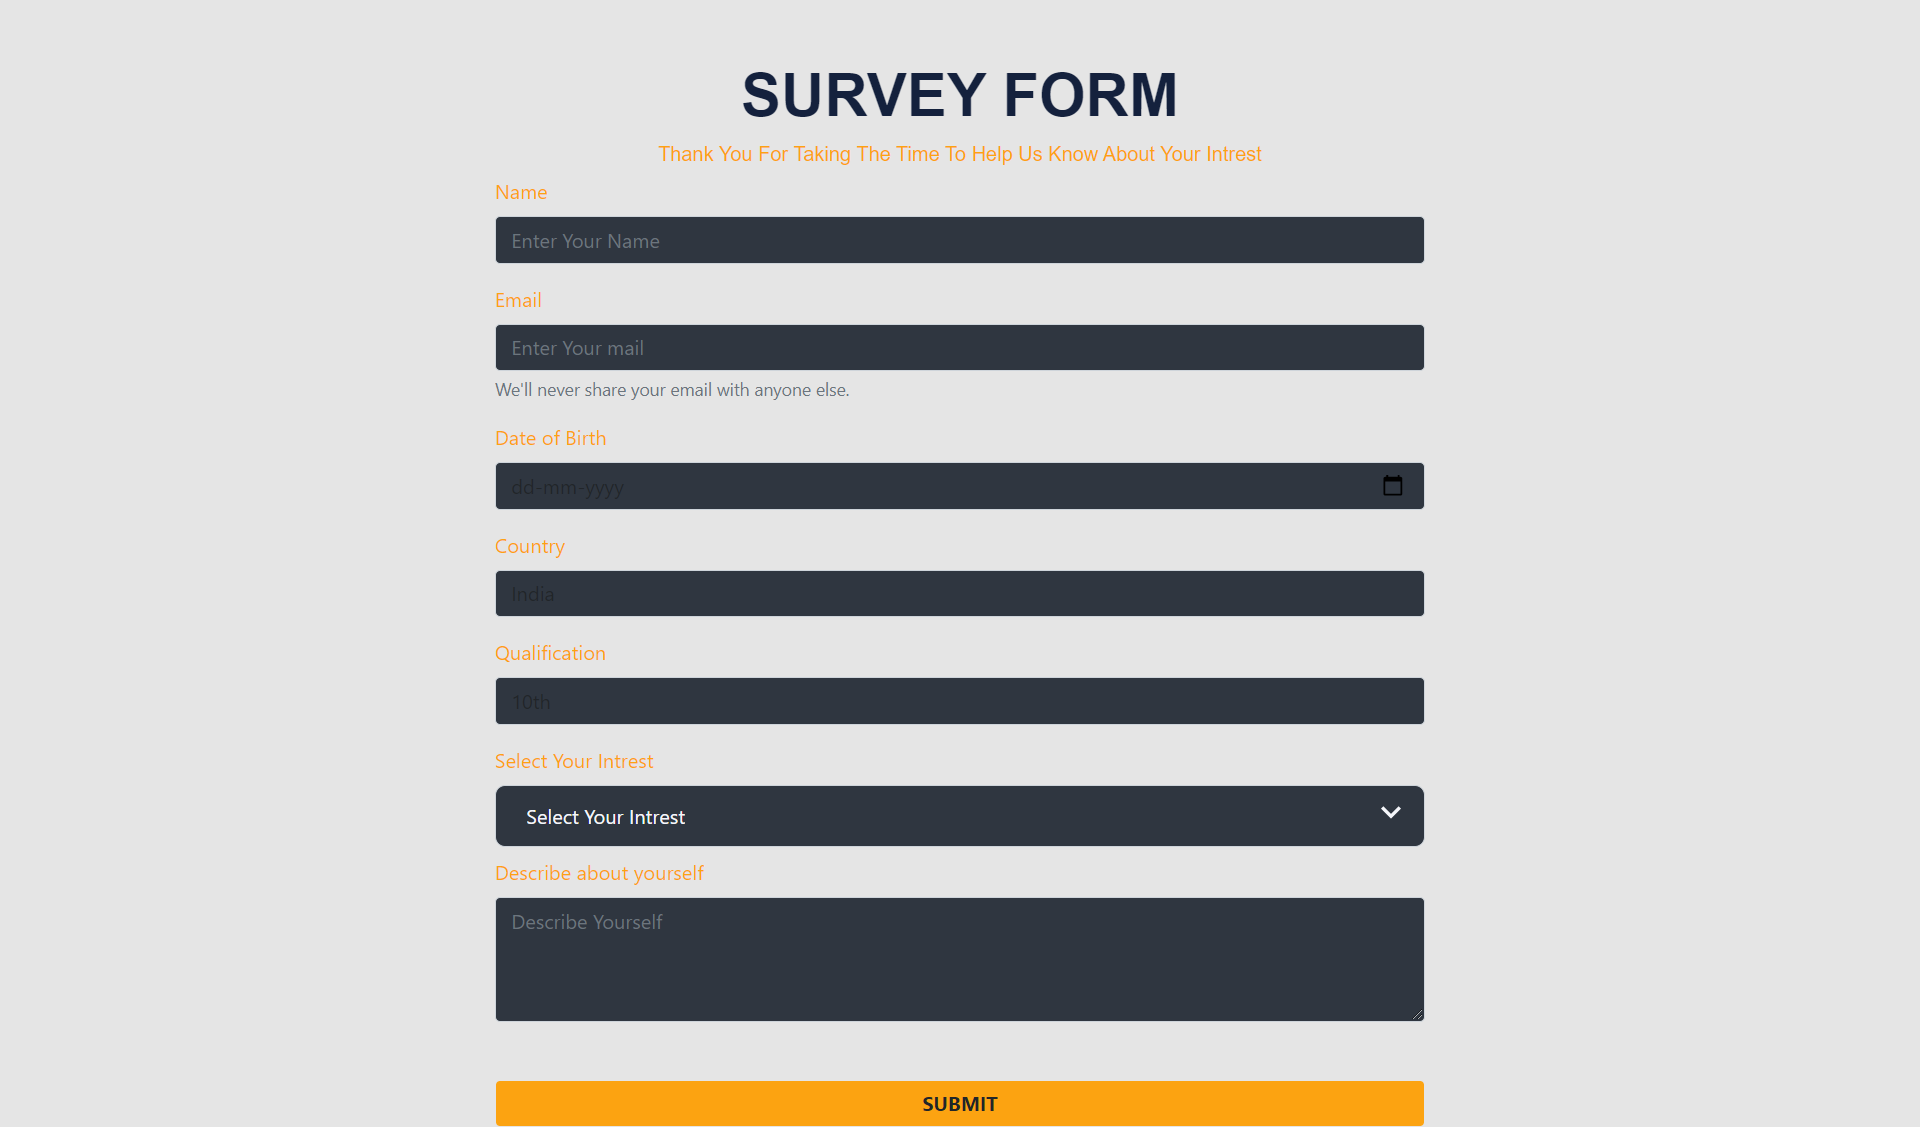 SURVEY FORM
Thank You For Taking The Time To Help Us Know About Your Intrest
Name
Enter Your Name
Email
Enter Your mail
We'll never share your email with anyone else.
Date of Birth
dd-mm-yyyy
Country
India
Qualification
10th
Select Your Intrest
Select Your Intrest
Describe about yourself
Describe Yourself
SUBMIT